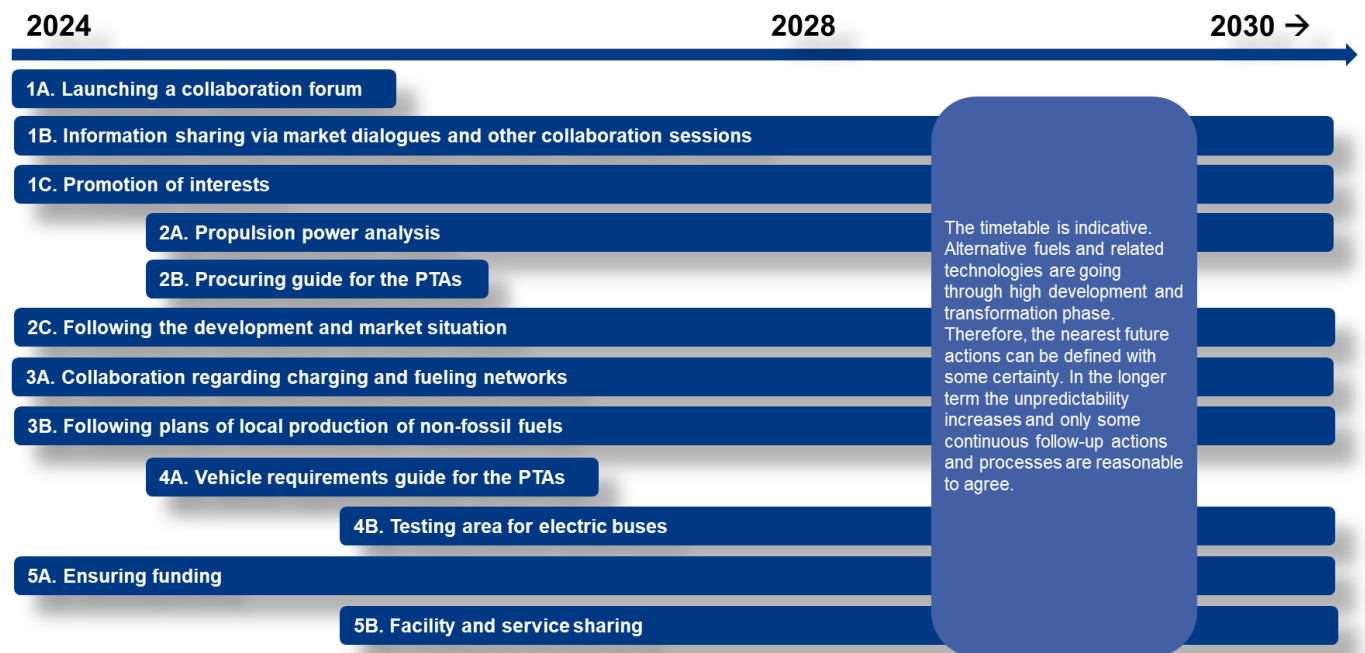 2024 2028 2030 →
1A. Launching a collaboration forum
1B. Information sharing via market dialogues and other collaboration sessions
1C. Promotion of interests
2A. Propulsion power analysis
2B. Procuring guide for the PTAs
2C. Following the development and market situation
3A. Collaboration regarding charging and fueling networks
3B. Following plans of local production of non-fossil fuels
4A. Vehicle requirements guide for the PTAs
4B. Testing area for electric buses
5A. Ensuring funding
5B. Facility and service sharing
The timetable is indicative.
Alternative fuels and related
technologies are going
through high development and
transformation phase.
Therefore, the nearest future
actions can be defined with
some certainty. In the longer
term the unpredictability
increases and only some
continuous follow-up actions
and processes are reasonable
to agree.